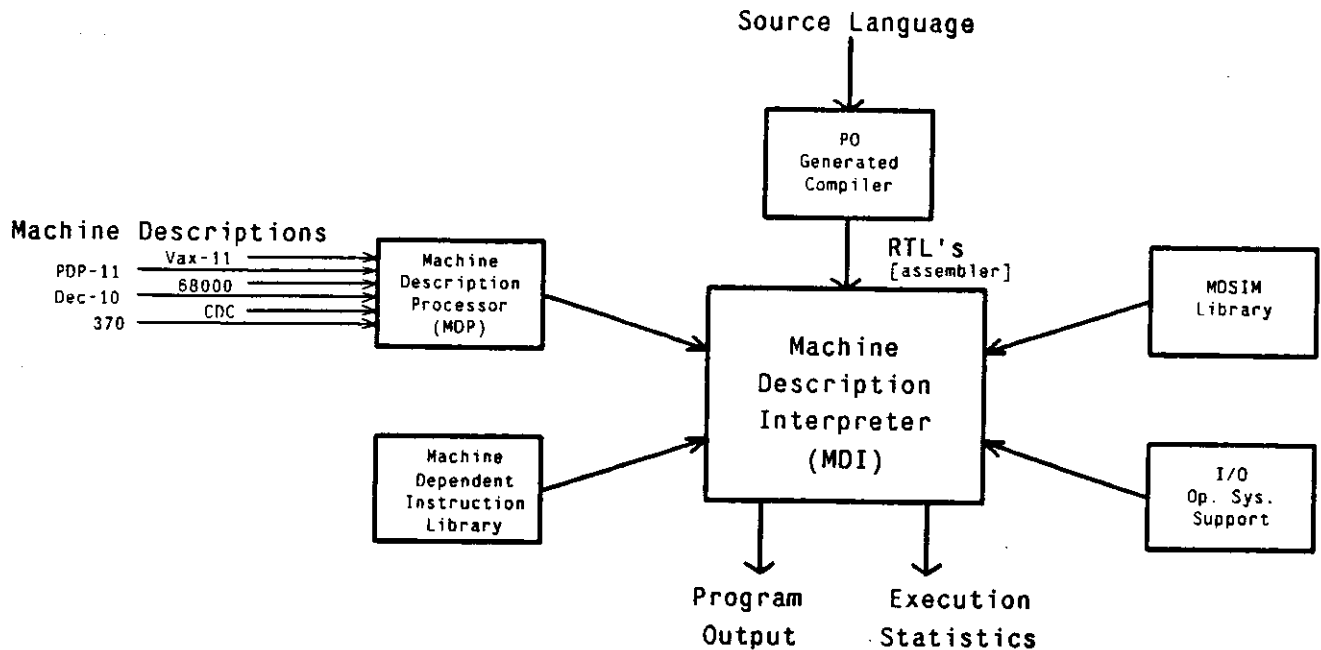 Source Language
PO
Generated
Compiler
RTL's
[assembler]
Machine Descriptions
Vax-11
PDP-11
68000
Dec-10
CDC
370
Machine
Description
Processor
(MDP)
Machine
Description
Interpreter
(MDI)
MDSIM
Library
Machine
Dependent
Instruction
Library
I/O
Op. Sys.
Support
Program
Output
Execution
Statistics